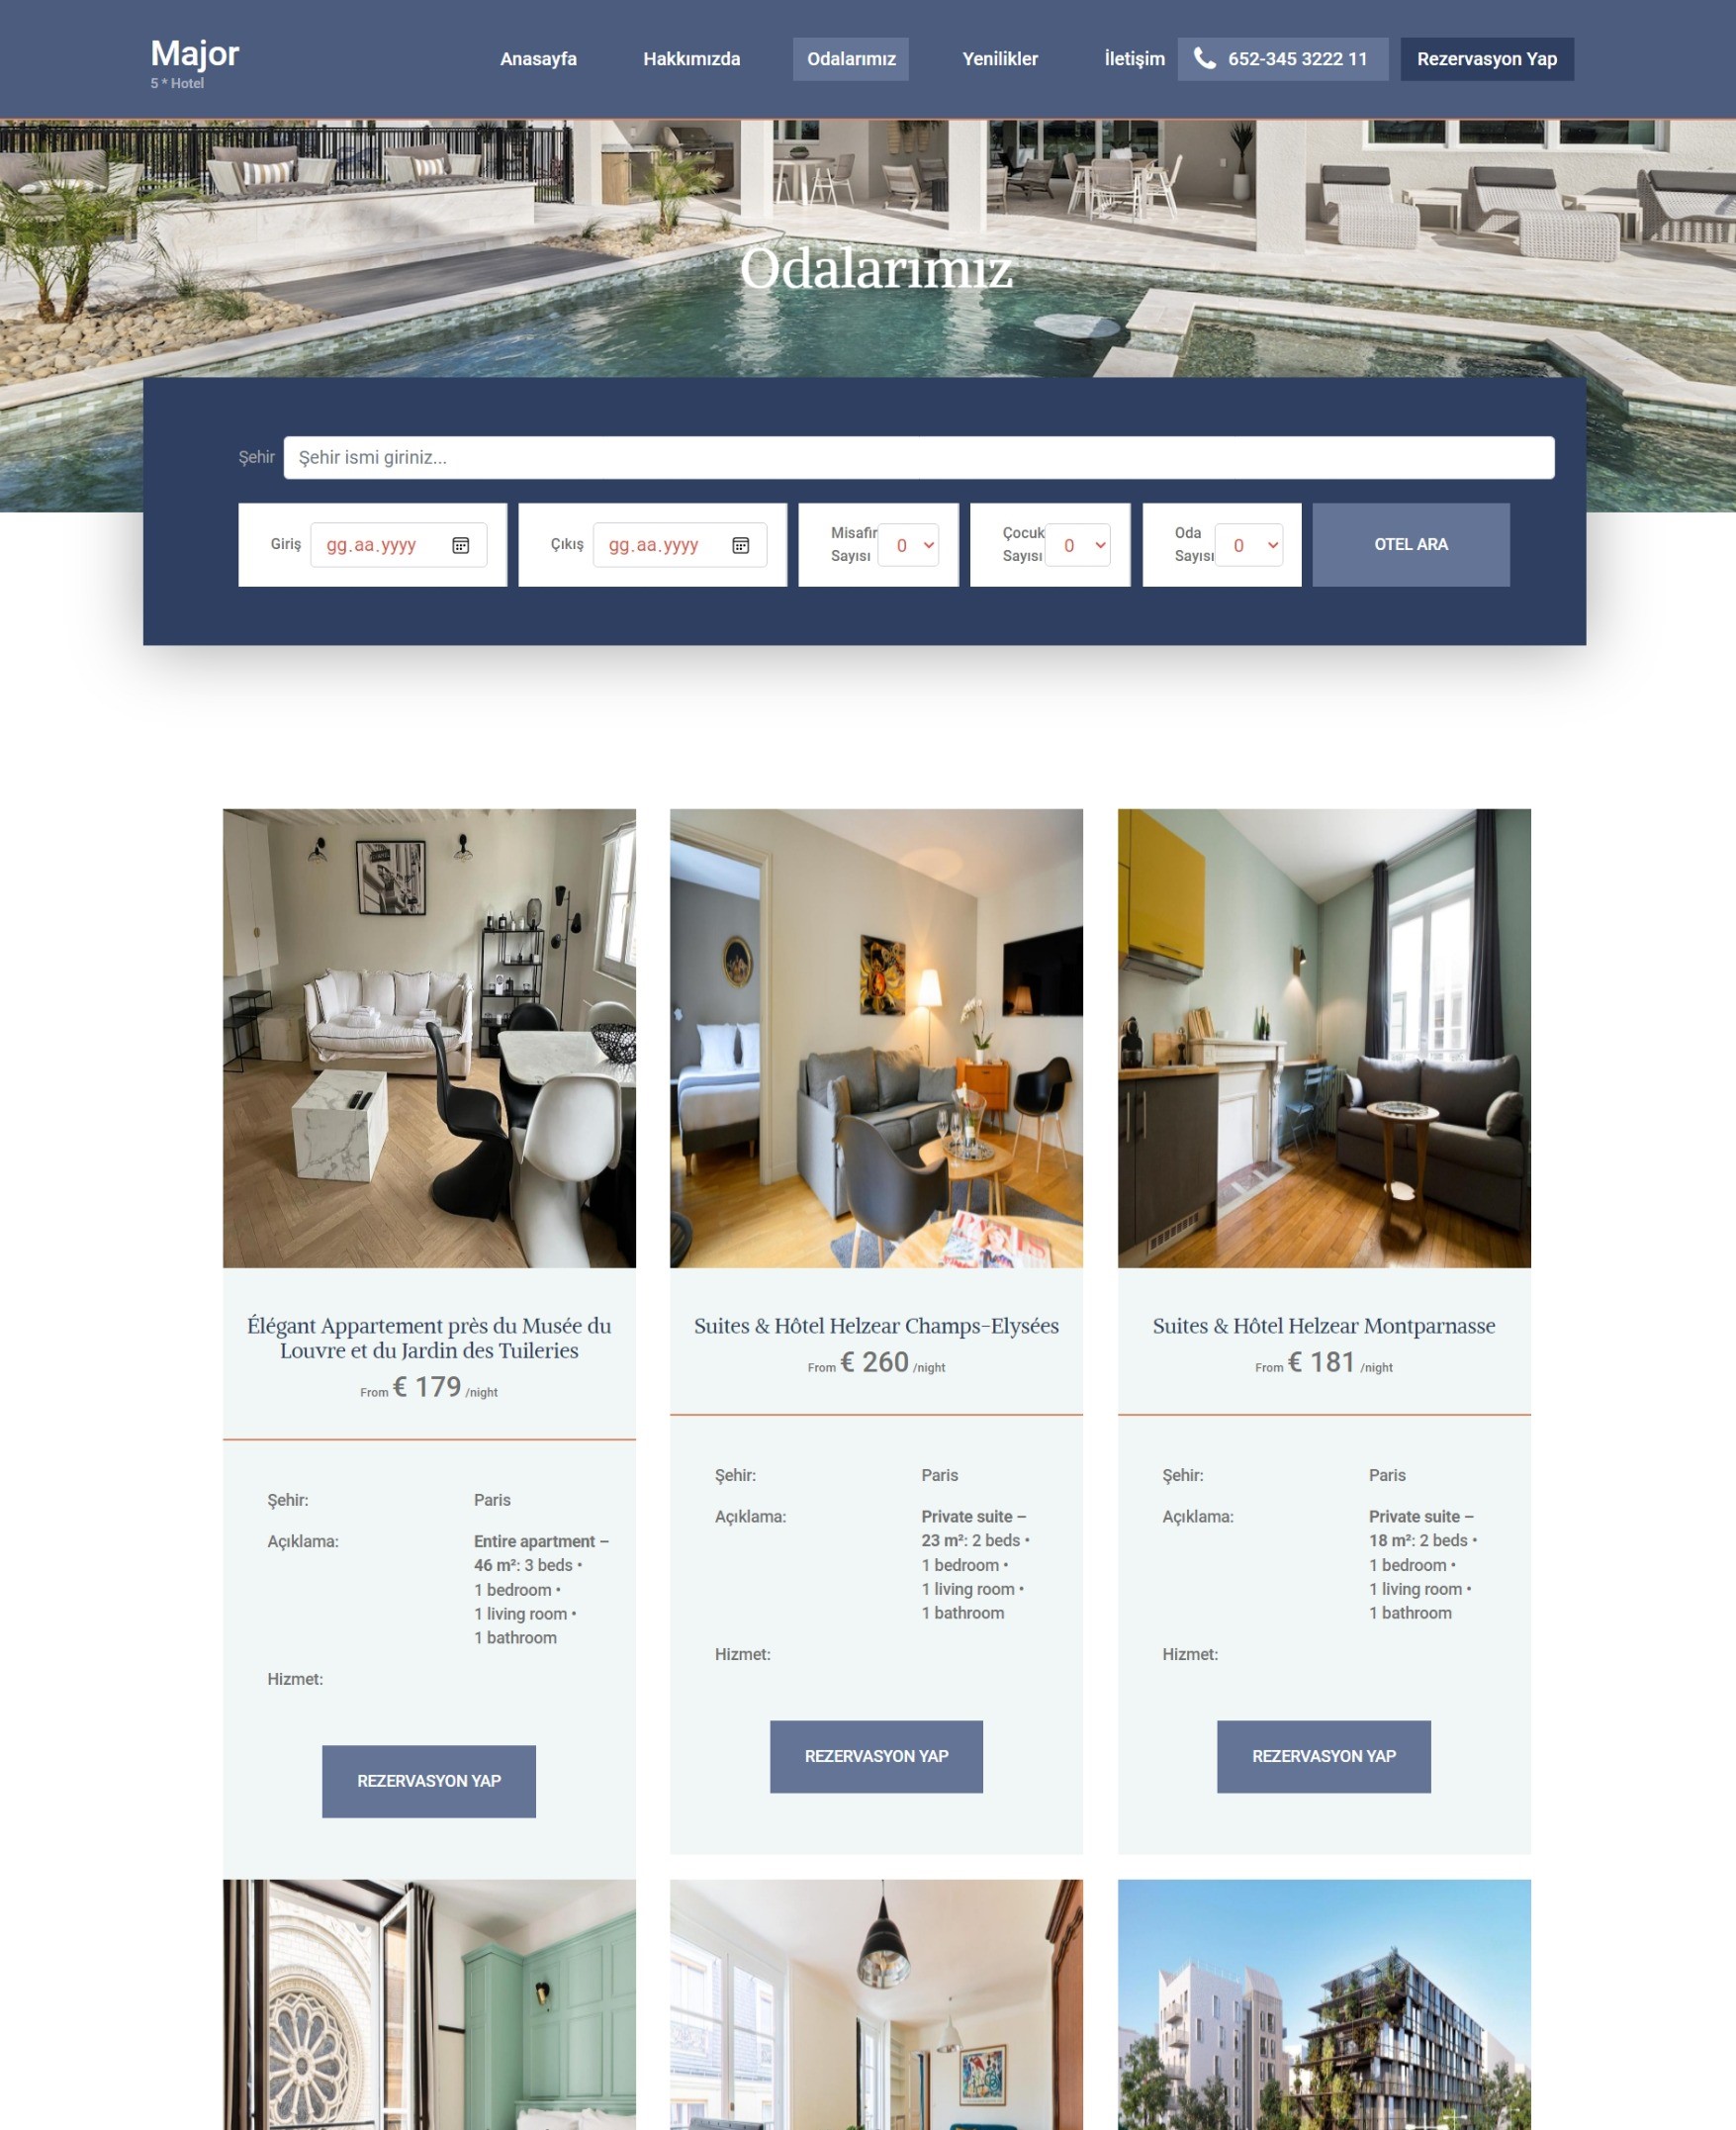 Major
5 * Hotel
Anasayfa
Hakkımızda
Odalarımız
Yenilikler
İletişim
652-345 3222 11
Rezervasyon Yap
Odalarımız
Şehir
Şehir ismi giriniz...
Giriş
gg.aa.yyyy
Çıkış
gg.aa.yyyy
Misafir
Sayısı
0
Çocuk
Sayısı
0
Oda
Sayısı
0
OTEL ARA
Élégant Appartement près du Musée du
Louvre et du Jardin des Tuileries
From € 179 /night
Şehir:
Paris
Açıklama:
Entire apartment –
46 m²: 3 beds •
1 bedroom •
1 living room •
1 bathroom
Hizmet:
REZERVASYON YAP
Suites & Hôtel Helzear Champs-Elysées
From € 260 /night
Şehir:
Paris
Açıklama:
Private suite –
23 m²: 2 beds •
1 bedroom •
1 living room •
1 bathroom
Hizmet:
REZERVASYON YAP
Suites & Hôtel Helzear Montparnasse
From € 181 /night
Şehir:
Paris
Açıklama:
Private suite –
18 m²: 2 beds •
1 bedroom •
1 living room •
1 bathroom
Hizmet:
REZERVASYON YAP